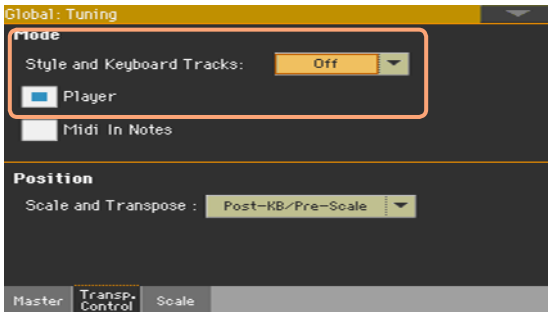 Global: Tuning
Mode
Style and Keyboard Tracks: Off
Player
Midi In Notes
Position
Scale and Transpose : Post-KB/Pre-Scale
Master Transp. Control Scale